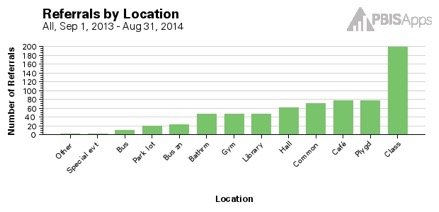 Referrals by Location
All, Sep 1, 2013 - Aug 31, 2014
PBISApps
Number of Referrals
200
180
160
140
120
100
80
60
40
20
0
Other
Special evt
Bus
Park lot
Bus zn
Bathrm
Gym
Library
Hall
Common
Café
Plygd
Class
Location